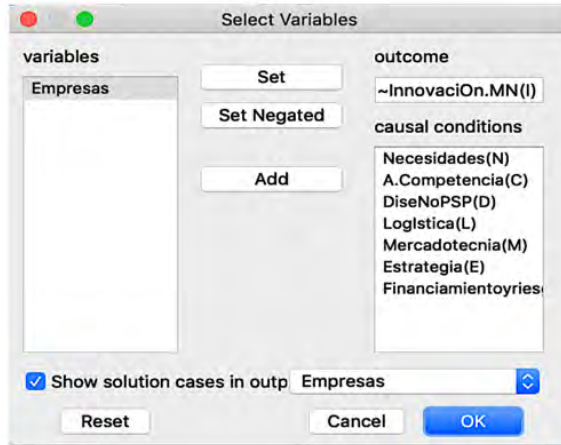 Select Variables
variables
Empresas
Set
Set Negated
Add
outcome
~InnovaciOn.MN(I)
causal conditions
Necesidades(N)
A.Competencia(C)
DiseNoPSP(D)
LogIstica(L)
Mercadotecnia(M)
Estrategia(E)
Financiamientoyries
Show solution cases in outp
Empresas
Reset
Cancel
OK